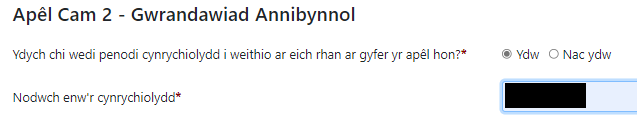 Apêl Cam 2 - Gwrandawiad Annibynnol
Ydych chi wedi penodi cynrychiolydd i weithio ar eich rhan ar gyfer yr apêl hon?* Ydw Nac ydw
Nodwch enw'r cynrychiolydd*